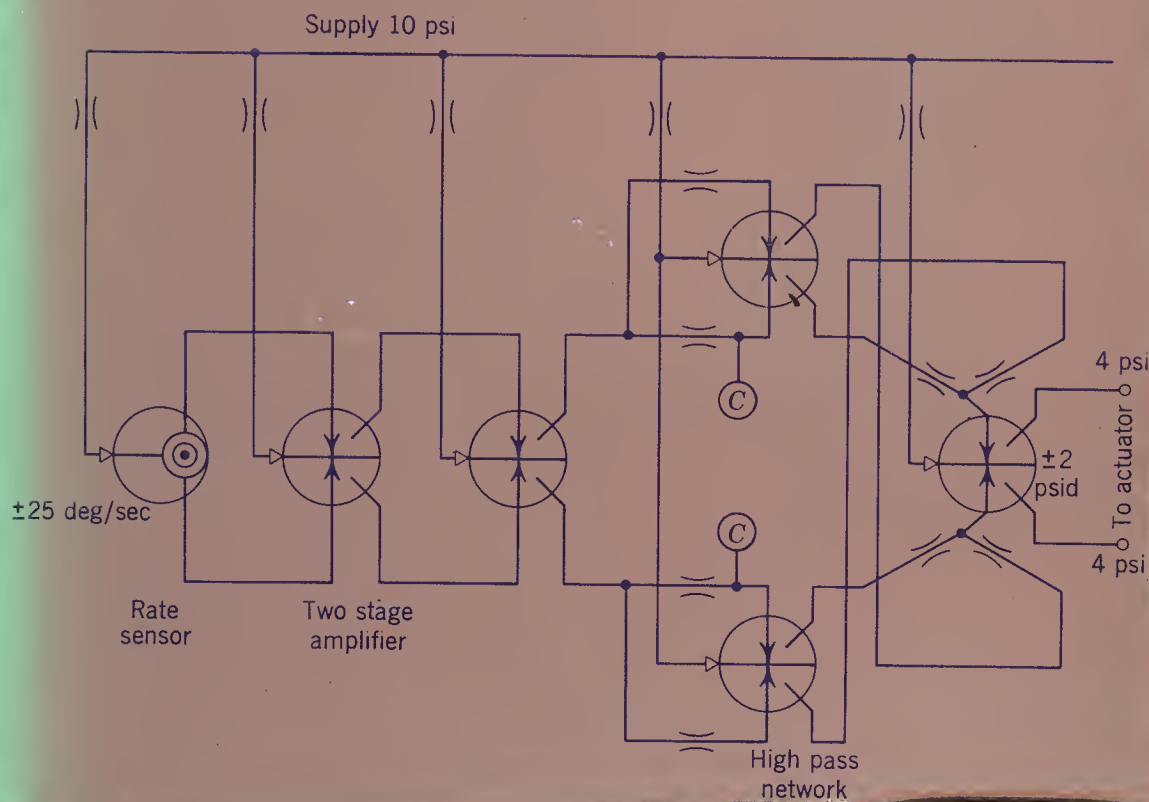 Supply 10 psi
±25 deg/sec
Rate
sensor
Two stage
amplifier
C
C
High pass
network
±2
psid
4 psi
To actuator
4 psi